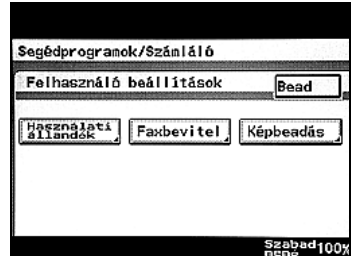 Segédprogramok/Számláló
Felhasználó beállítások
Bead
Használati
állandók
Faxbevitel
Képbeadás
Szabad 100%